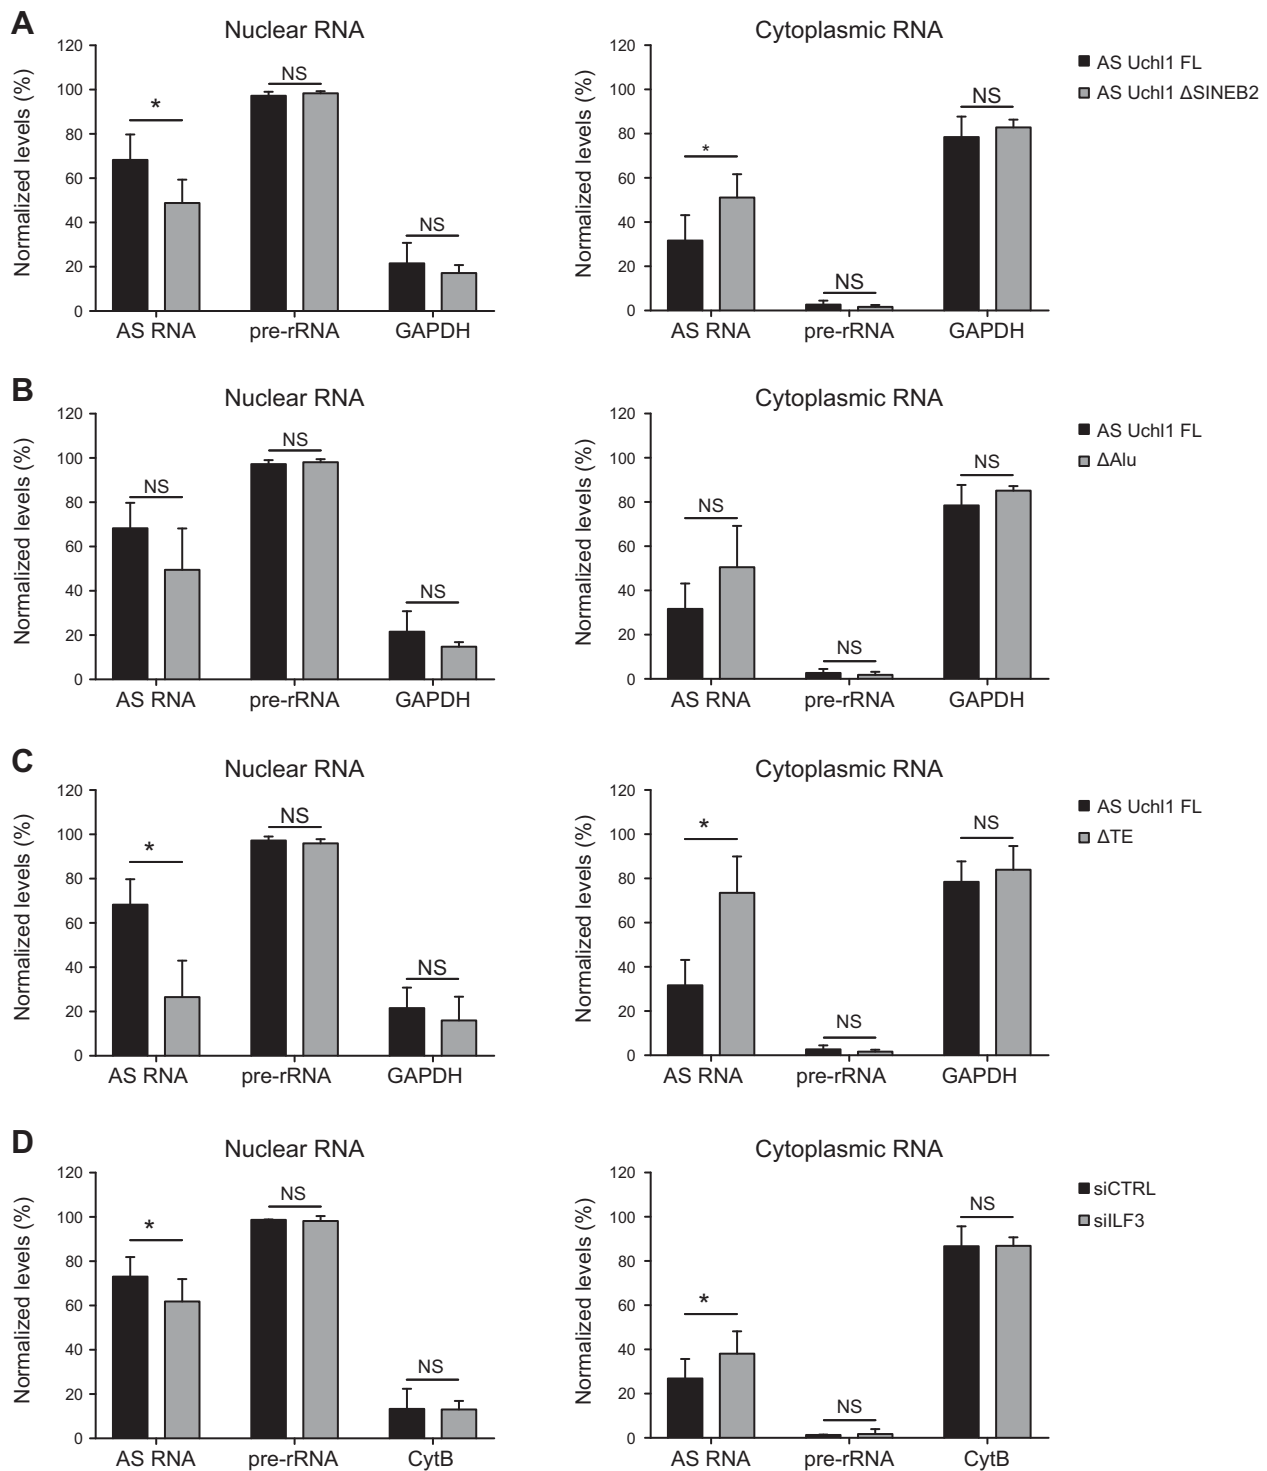 A
Nuclear RNA
Normalized levels (%)
120
100
80
60
40
20
0
*
NS
NS
AS RNA
pre-rRNA
GAPDH
Cytoplasmic RNA
Normalized levels (%)
120
100
80
60
40
20
0
*
NS
NS
AS RNA
pre-rRNA
GAPDH
AS Uchl1 FL
AS Uchl1 ΔSINEB2
B
Nuclear RNA
Normalized levels (%)
120
100
80
60
40
20
0
NS
NS
NS
AS RNA
pre-rRNA
GAPDH
Cytoplasmic RNA
Normalized levels (%)
120
100
80
60
40
20
0
NS
NS
NS
AS RNA
pre-rRNA
GAPDH
AS Uchl1 FL
ΔAlu
C
Nuclear RNA
Normalized levels (%)
120
100
80
60
40
20
0
*
NS
NS
AS RNA
pre-rRNA
GAPDH
Cytoplasmic RNA
Normalized levels (%)
120
100
80
60
40
20
0
*
NS
NS
AS RNA
pre-rRNA
GAPDH
AS Uchl1 FL
ΔTE
D
Nuclear RNA
Normalized levels (%)
120
100
80
60
40
20
0
*
NS
NS
AS RNA
pre-rRNA
CytB
Cytoplasmic RNA
Normalized levels (%)
120
100
80
60
40
20
0
*
NS
NS
AS RNA
pre-rRNA
CytB
siCTRL
siILF3